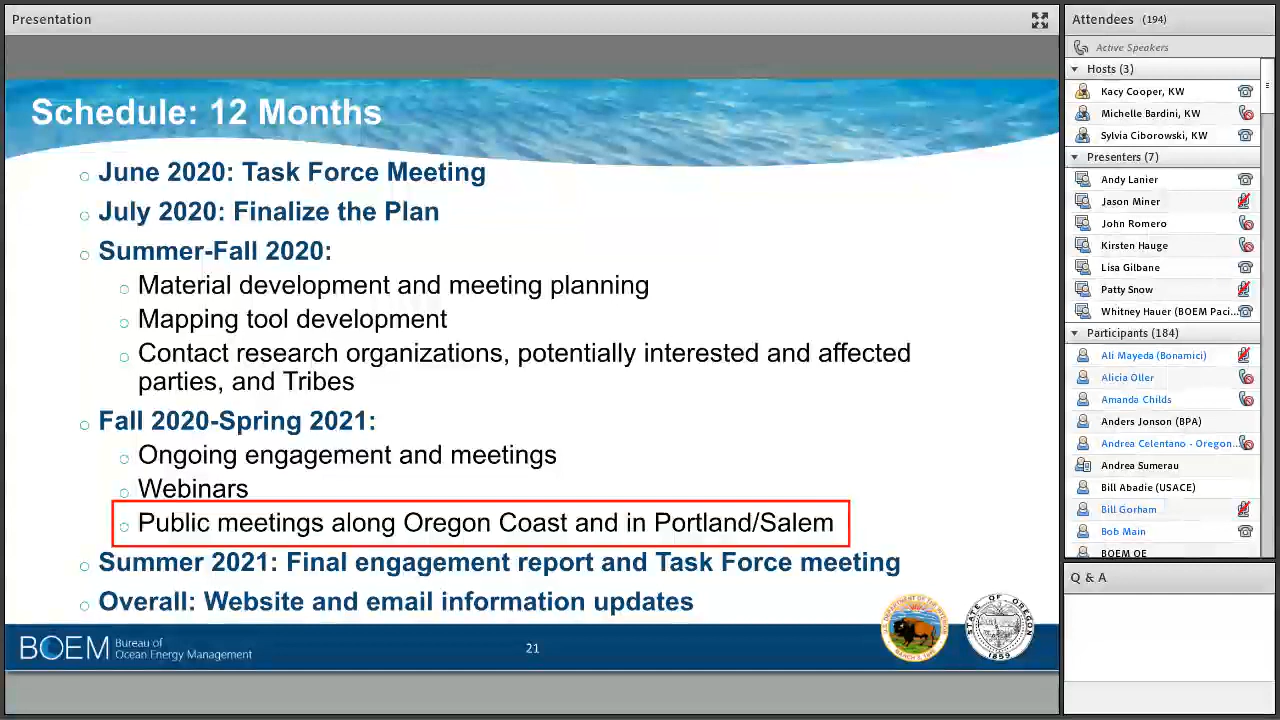 Presentation
Schedule: 12 Months
June 2020: Task Force Meeting
July 2020: Finalize the Plan
Summer-Fall 2020:
Material development and meeting planning
Mapping tool development
Contact research organizations, potentially interested and affected
parties, and Tribes
Fall 2020-Spring 2021:
Ongoing engagement and meetings
Webinars
Public meetings along Oregon Coast and in Portland/Salem
Summer 2021: Final engagement report and Task Force meeting
Overall: Website and email information updates
BOEM
Bureau of
Ocean Energy Management
21
STATE OF OREGON
1859
Attendees (194)
Active Speakers
Hosts (3)
Kacy Cooper, KW
Michelle Bardini, KW
Sylvia Ciborowski, KW
Presenters (7)
Andy Lanier
Jason Miner
John Romero
Kirsten Hauge
Lisa Gilbane
Patty Snow
Whitney Hauer (BOEM Paci...
Participants (184)
Ali Mayeda (Bonamici)
Alicia Oller
Amanda Childs
Anders Jonson (BPA)
Andrea Celentano - Oregon...
Andrea Sumerau
Bill Abadie (USACE)
Bill Gorham
Bob Main
BOEM OE
Q & A